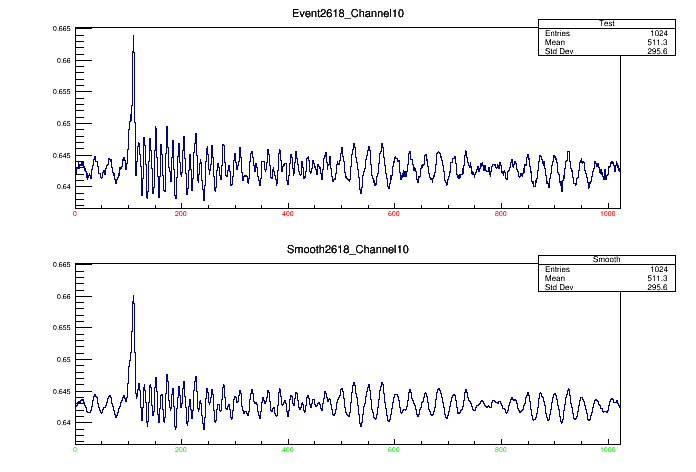 Event2618_Channel10
Test
Entries 1024
Mean 511.3
Std Dev 295.6
0.665
0.66
0.655
0.65
0.645
0.64
0 200 400 600 800 1000
Smooth2618_Channel10
Smooth
Entries 1024
Mean 511.3
Std Dev 295.6
0.665
0.66
0.655
0.65
0.645
0.64
0 200 400 600 800 1000